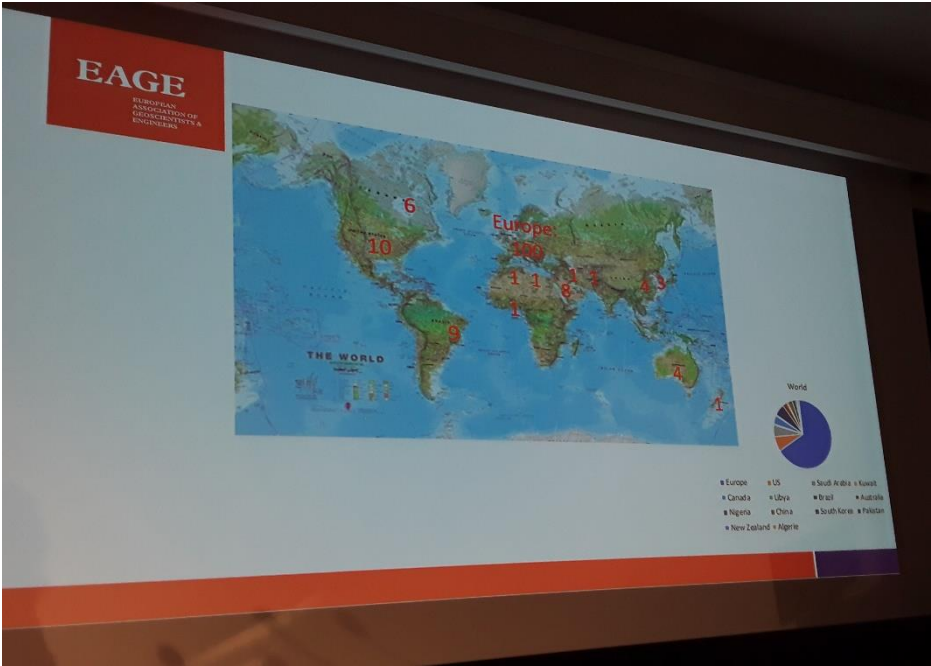 EAGE
EUROPEAN
ASSOCIATION OF
GEOSCIENTISTS &
ENGINEERS
6
Europe
10
100
1 1 1
8 4 3
1
9
THE WORLD
4
1
World
Europe US Saudi Arabia Kuwait
Canada Libya Brazil Australia
Nigeria China South Korea Pakistan
New Zealand Algerie